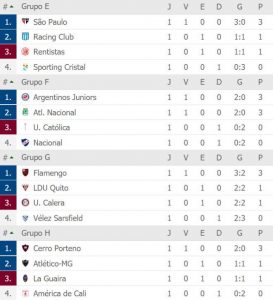 # Grupo E J V E D G P
1. São Paulo 1 1 0 0 3:0 3
2. Racing Club 1 0 1 0 1:1 1
3. Rentistas 1 0 1 0 1:1 1
4. Sporting Cristal 1 0 0 1 0:3 0
# Grupo F J V E D G P
1. Argentinos Juniors 1 1 0 0 2:0 3
2. Atl. Nacional 1 1 0 0 2:0 3
3. U. Católica 1 0 0 1 0:2 0
4. Nacional 1 0 0 1 0:2 0
# Grupo G J V E D G P
1. Flamengo 1 1 0 0 3:2 3
2. LDU Quito 1 0 1 0 2:2 1
3. U. Calera 1 0 1 0 2:2 1
4. Vélez Sarsfield 1 0 0 1 2:3 0
# Grupo H J V E D G P
1. Cerro Porteno 1 1 0 0 2:0 3
2. Atlético-MG 1 0 1 0 1:1 1
3. La Guaira 1 0 1 0 1:1 1
4. América de Cali 1 0 0 1 0:2 0